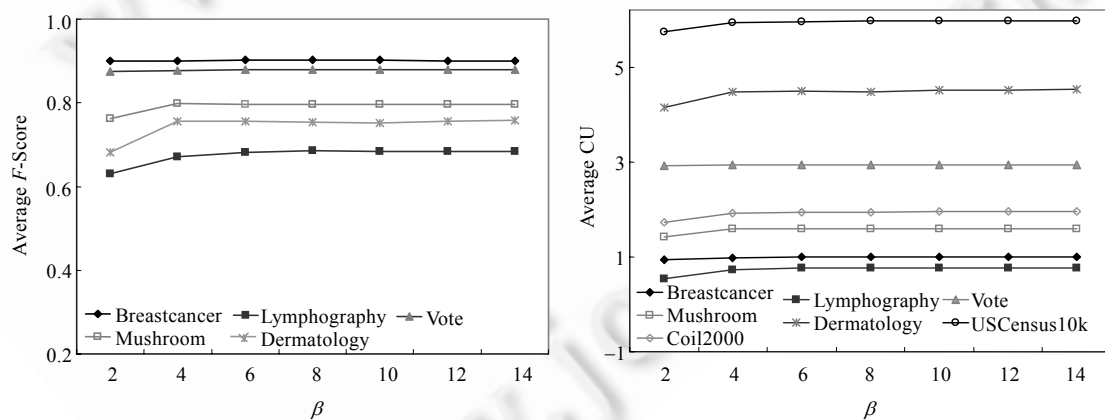 1.0
0.8
0.6
0.4
0.2
Average F-Score
Breastcancer Lymphography Vote
Mushroom Dermatology
2 4 6 8 10 12 14
β
5
3
1
−1
Average CU
Breastcancer Lymphography Vote
Mushroom Dermatology USCensus10k
Coil2000
2 4 6 8 10 12 14
β